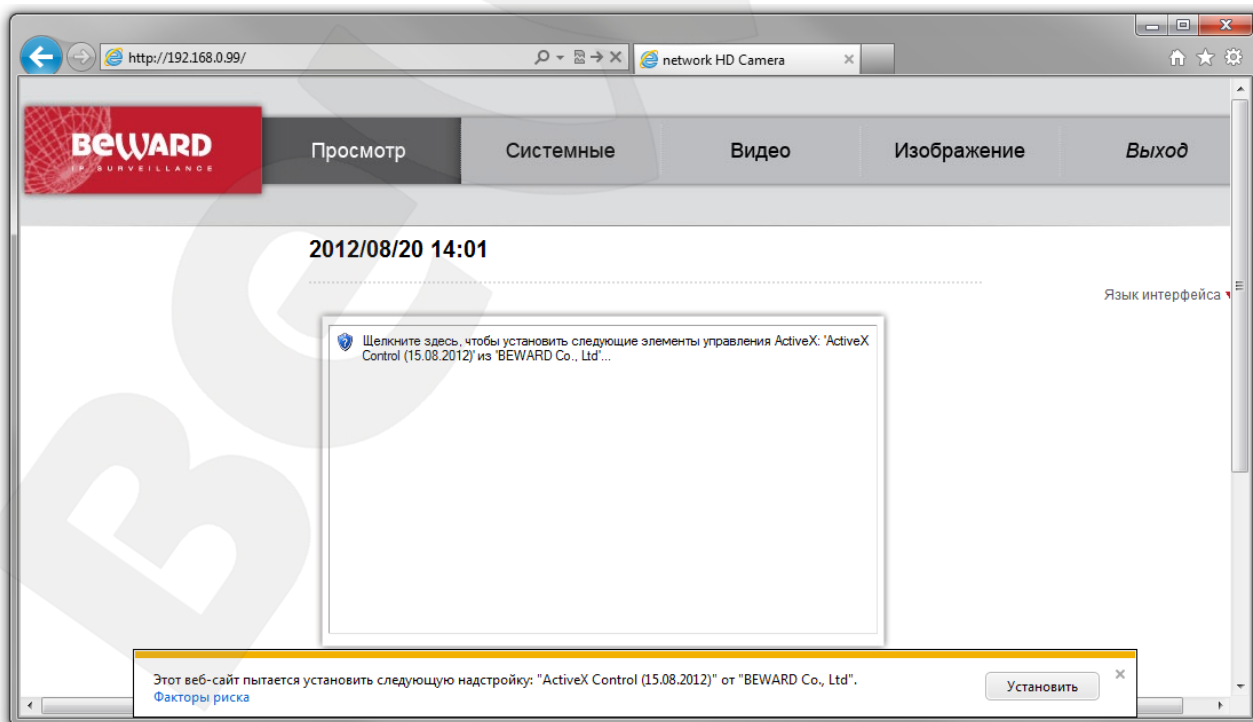 http://192.168.0.99/
network HD Camera
BEWARD
IP SURVEILLANCE
Просмотр
Системные
Видео
Изображение
Выход
2012/08/20 14:01
Язык интерфейса
Щелкните здесь, чтобы установить следующие элементы управления ActiveX: 'ActiveX
Control (15.08.2012)' из 'BEWARD Co., Ltd'...
Этот веб-сайт пытается установить следующую надстройку: "ActiveX Control (15.08.2012)" от "BEWARD Co., Ltd".
Факторы риска
Установить